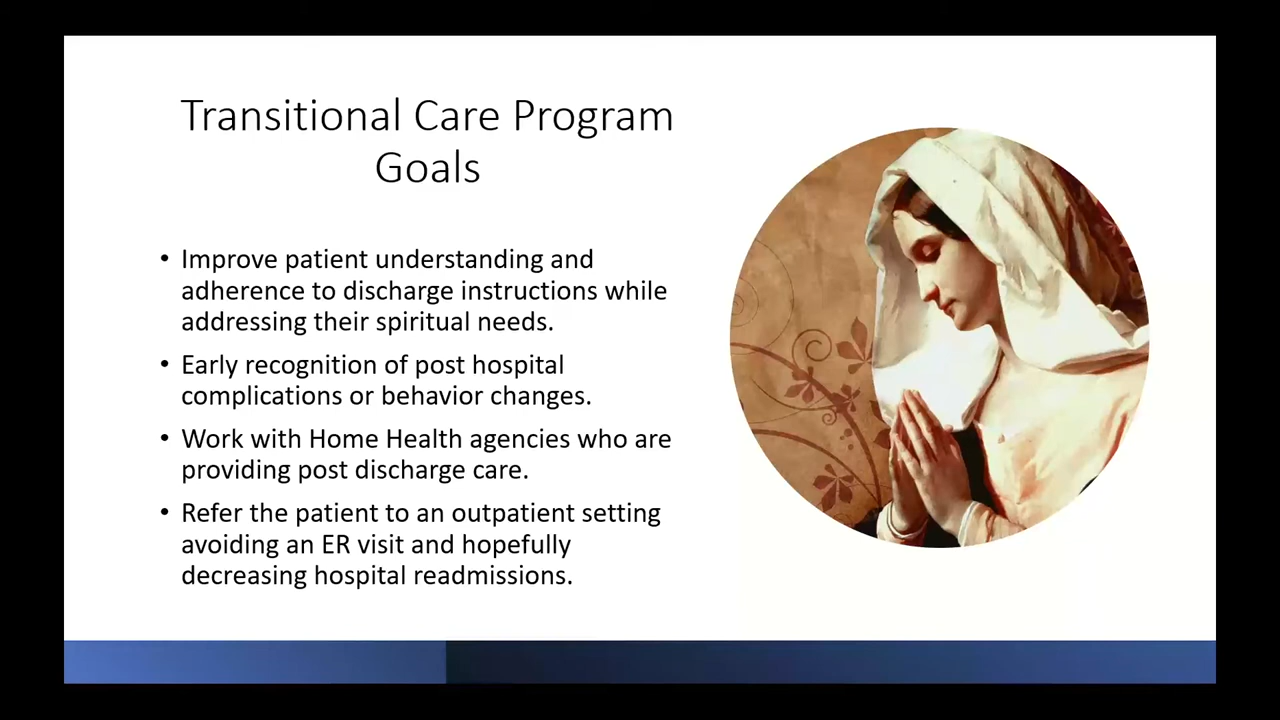 Transitional Care Program
Goals
• Improve patient understanding and
adherence to discharge instructions while
addressing their spiritual needs.
• Early recognition of post hospital
complications or behavior changes.
• Work with Home Health agencies who are
providing post discharge care.
• Refer the patient to an outpatient setting
avoiding an ER visit and hopefully
decreasing hospital readmissions.